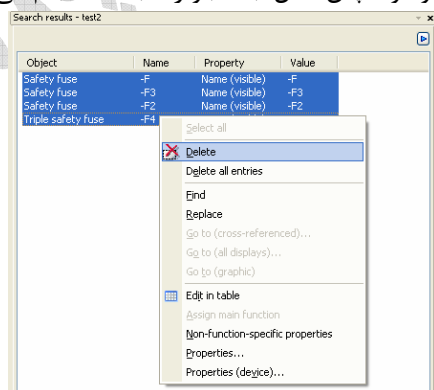 Search results - test2
Object Name Property Value
Safety fuse -F Name (visible) -F
Safety fuse -F3 Name (visible) -F3
Safety fuse -F2 Name (visible) -F2
Triple safety fuse -F4
Select all
Delete
Delete all entries
Find
Replace
Go to (cross-referenced)...
Go to (all displays)...
Go to (graphic)
Edit in table
Assign main function
Non-function-specific properties
Properties...
Properties (device)...